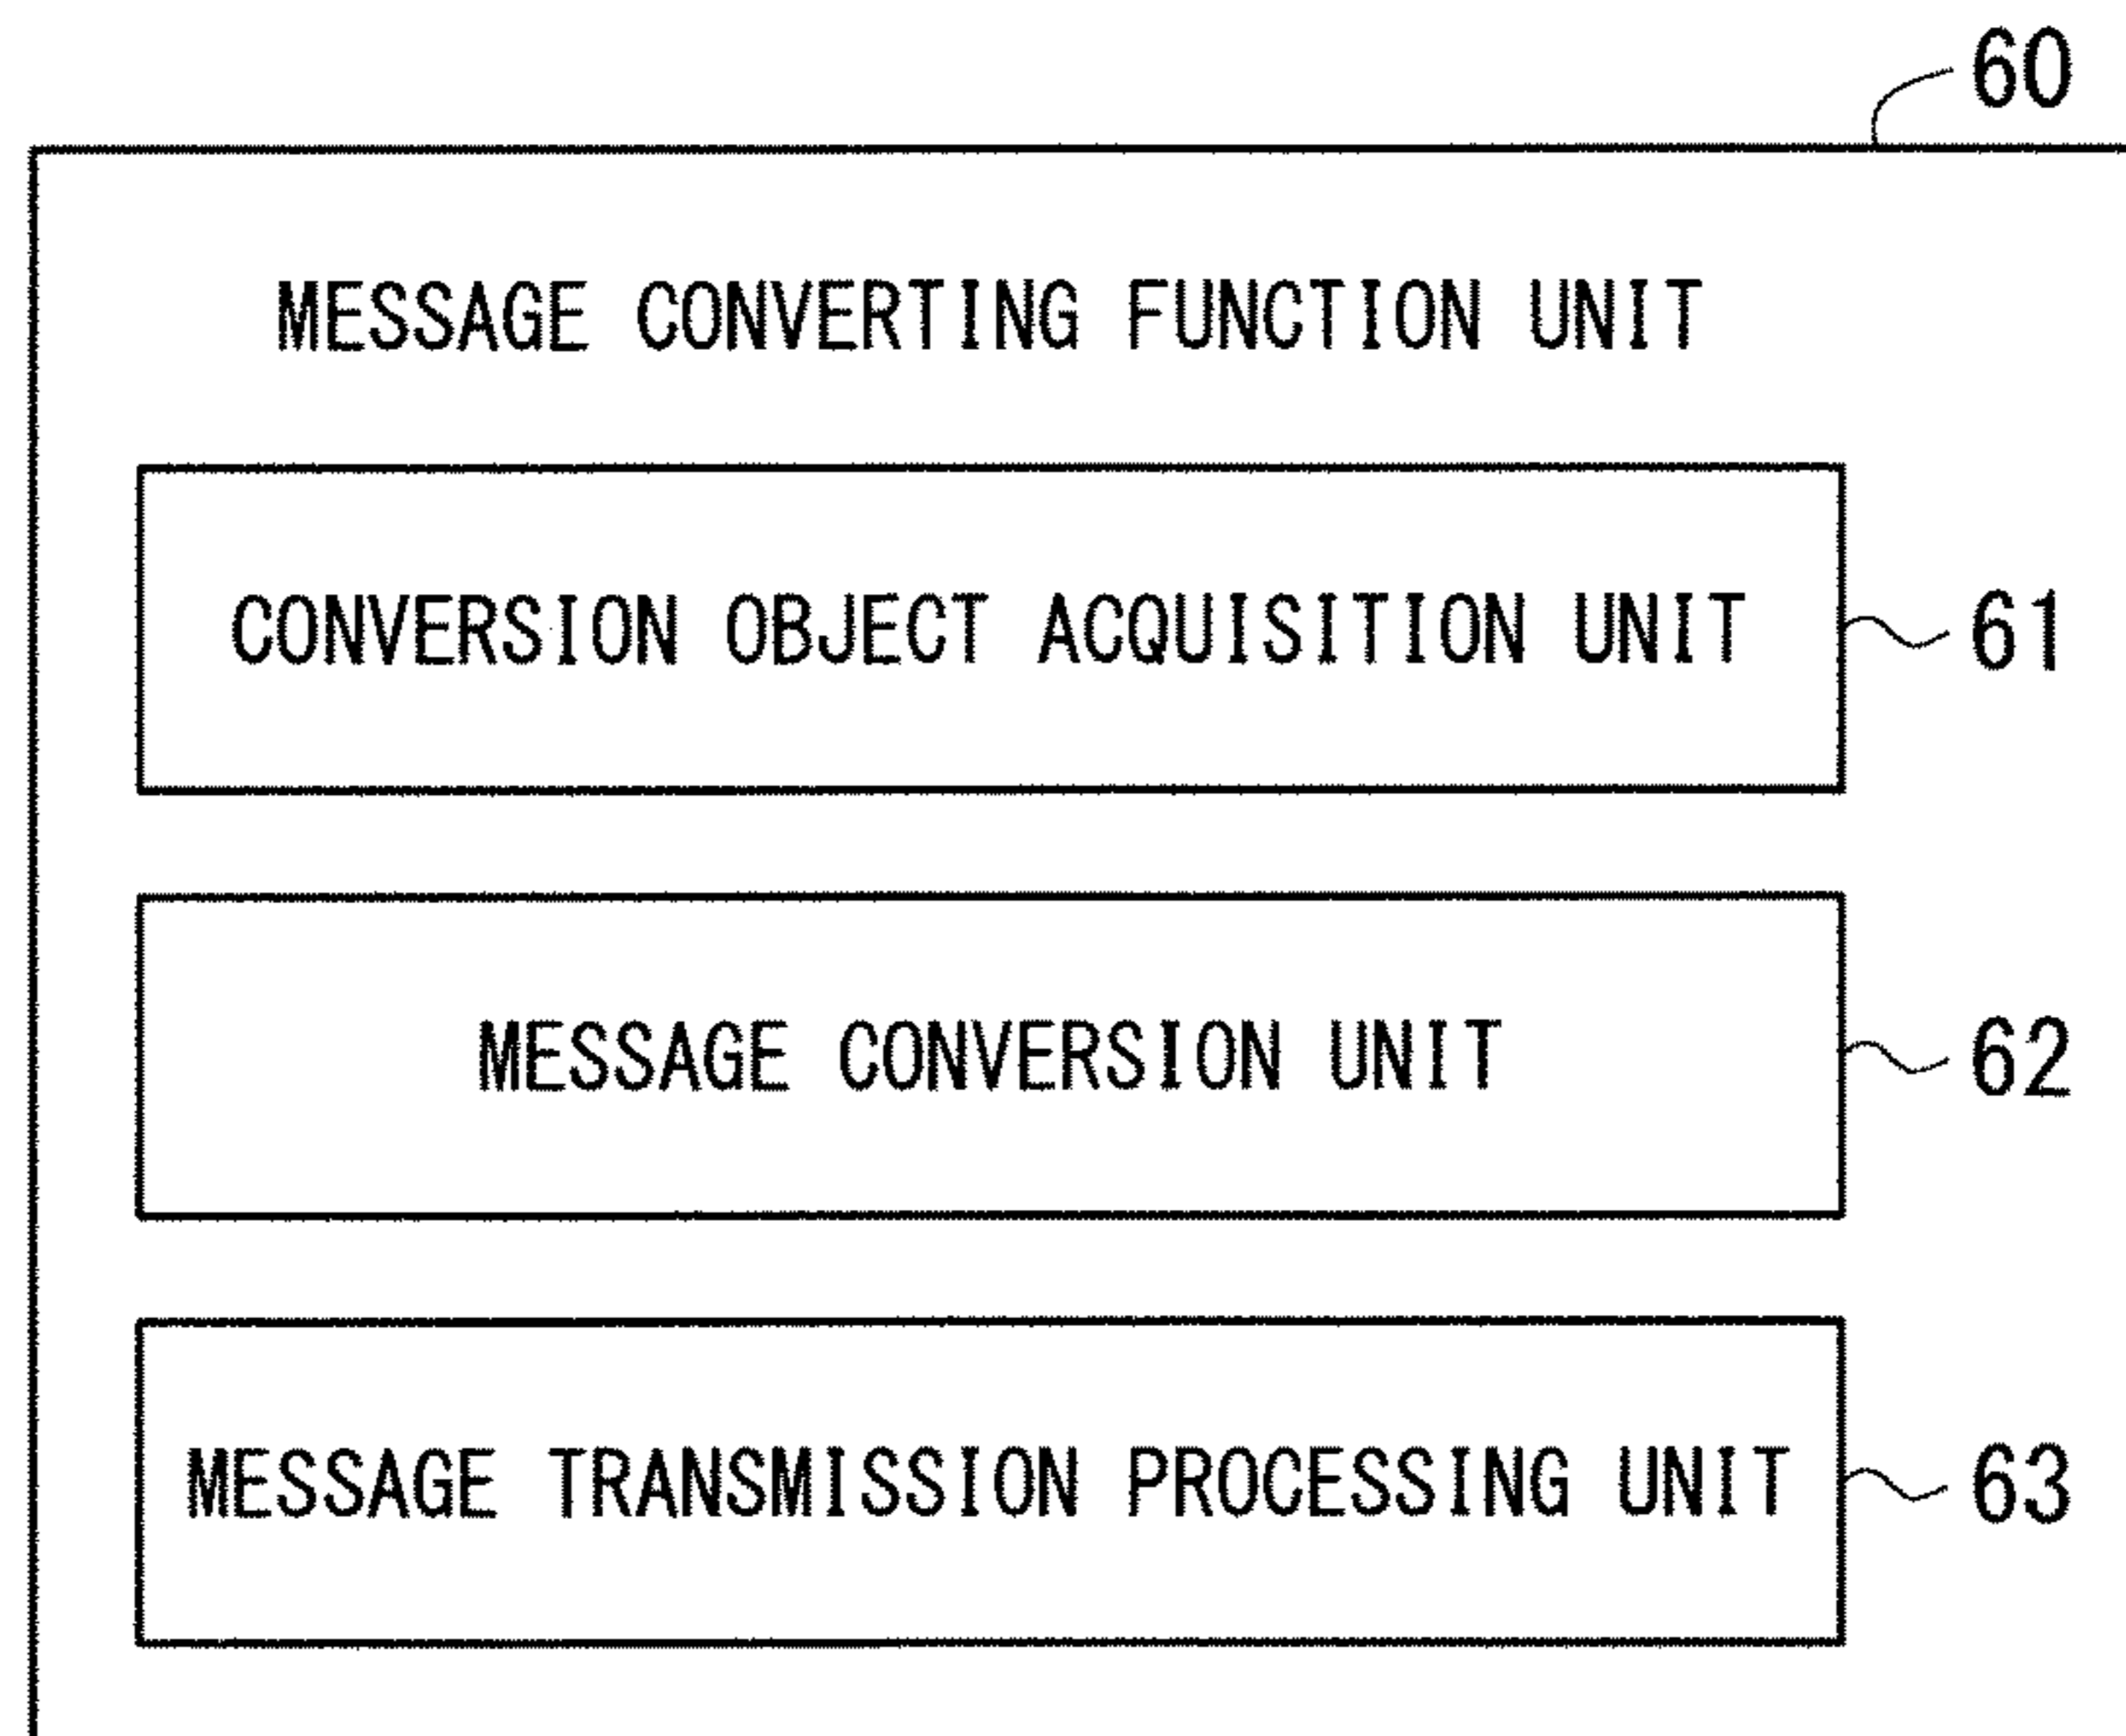 60
MESSAGE CONVERTING FUNCTION UNIT
CONVERSION OBJECT ACQUISITION UNIT
61
MESSAGE CONVERSION UNIT
62
MESSAGE TRANSMISSION PROCESSING UNIT
63